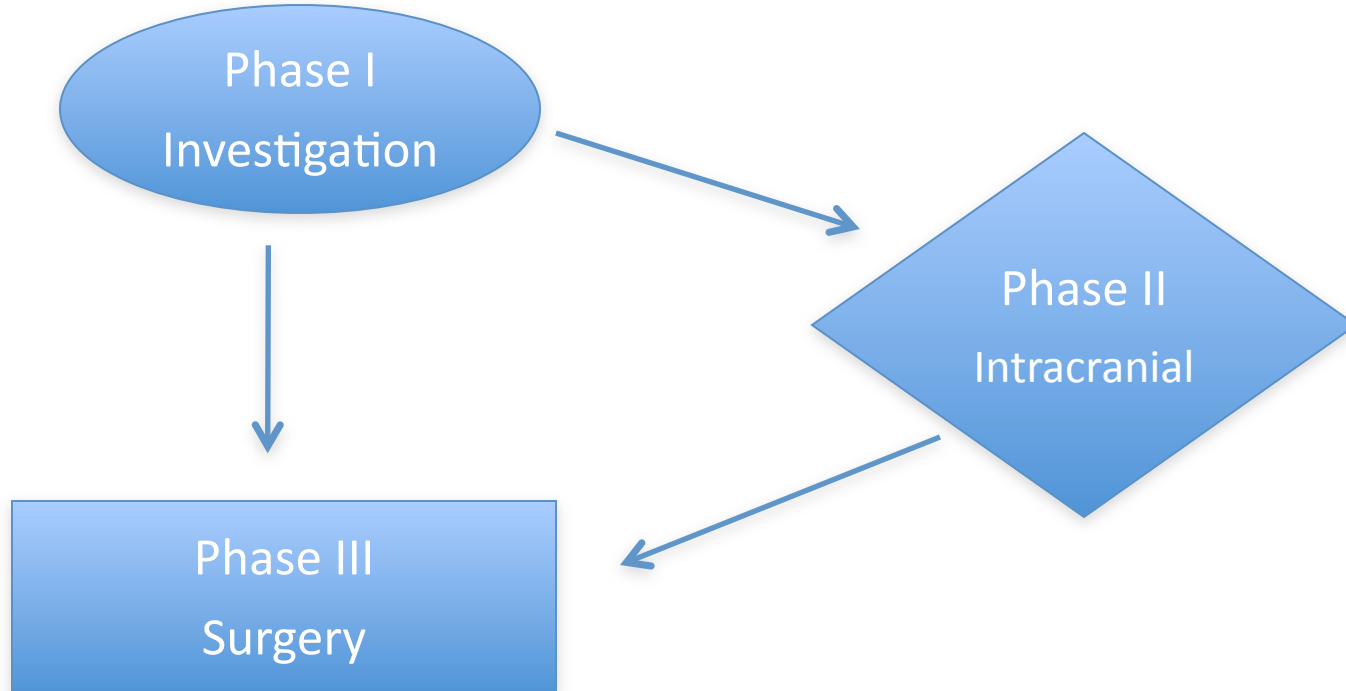 Phase I
Investigation
Phase II
Intracranial
Phase III
Surgery